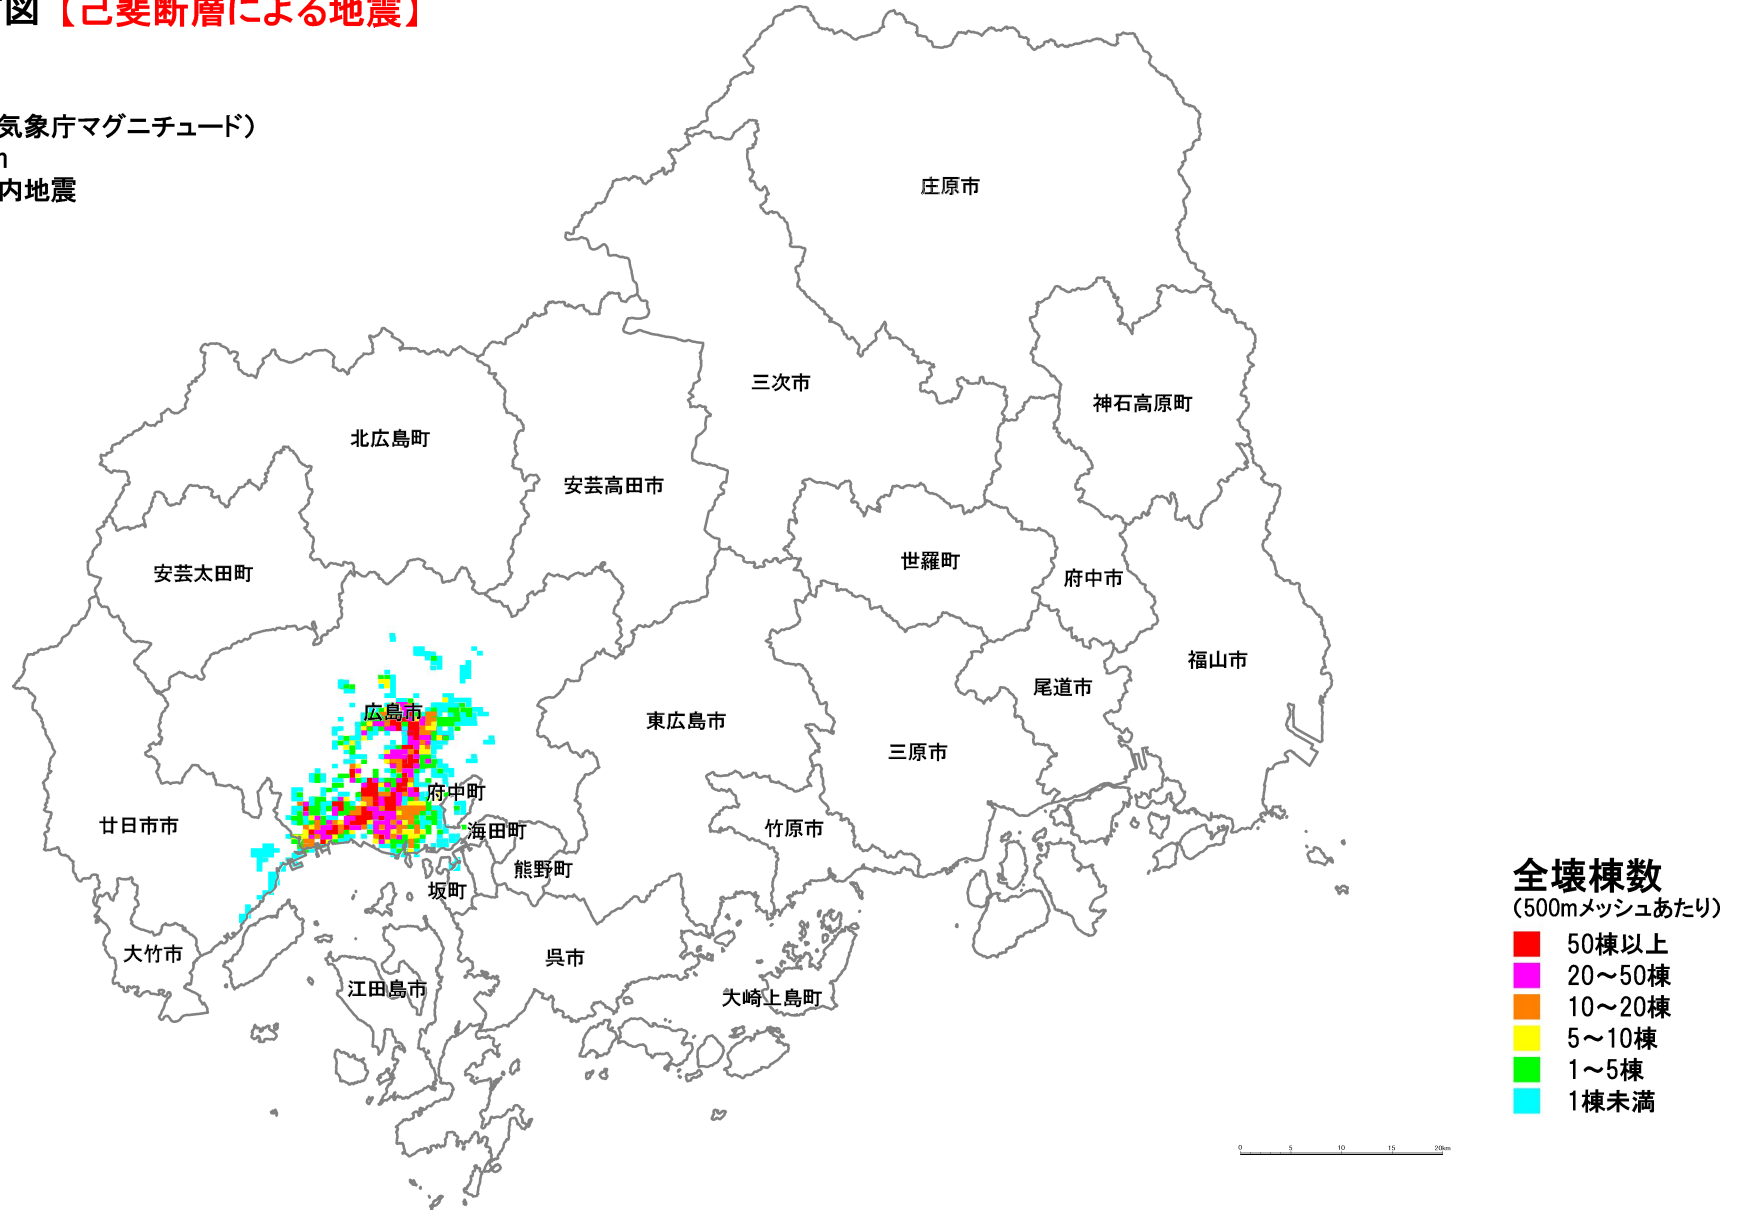 図【己斐断層による地震】
気象庁マグニチュード）
内地震
庄原市
三次市
神石高原町
北広島町
安芸高田市
世羅町
安芸太田町
府中市
福山市
尾道市
広島市
東広島市
三原市
府中町
廿日市市
海田町
竹原市
熊野町
坂町
大竹市
呉市
江田島市
大崎上島町
全壊棟数
（500mメッシュあたり）
50棟以上
20～50棟
10～20棟
5～10棟
1～5棟
1棟未満
0 5 10 15 20km